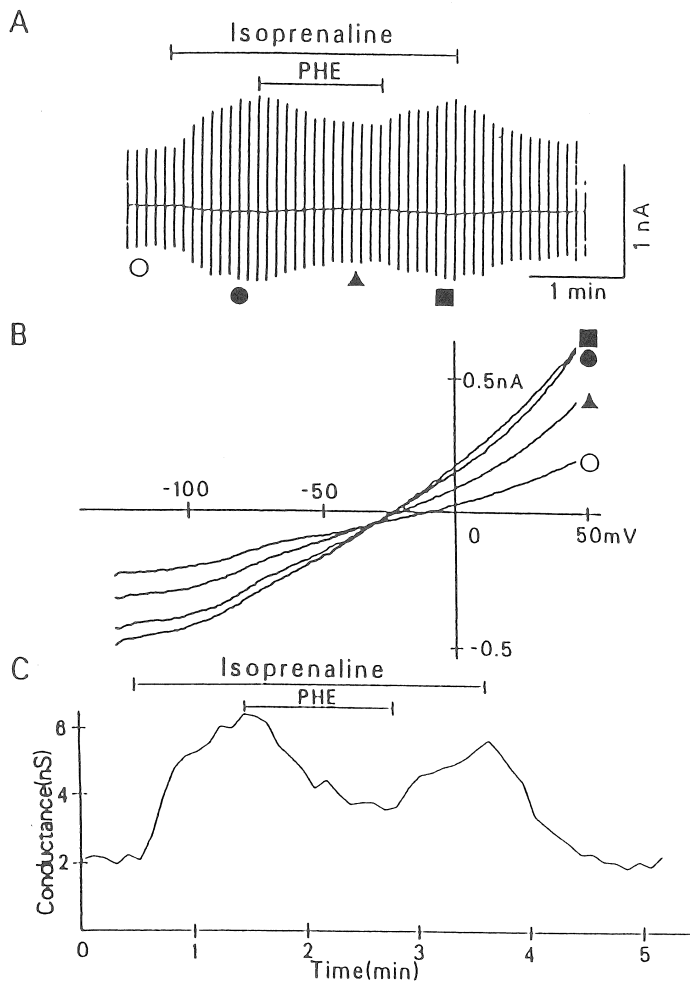 A
Isoprenaline
PHE
1 nA
1 min
B
0.5nA
-100
-50
0
50mV
-0.5
C
Isoprenaline
PHE
6
4
2
Conductance(nS)
0
1
2
3
4
5
Time(min)